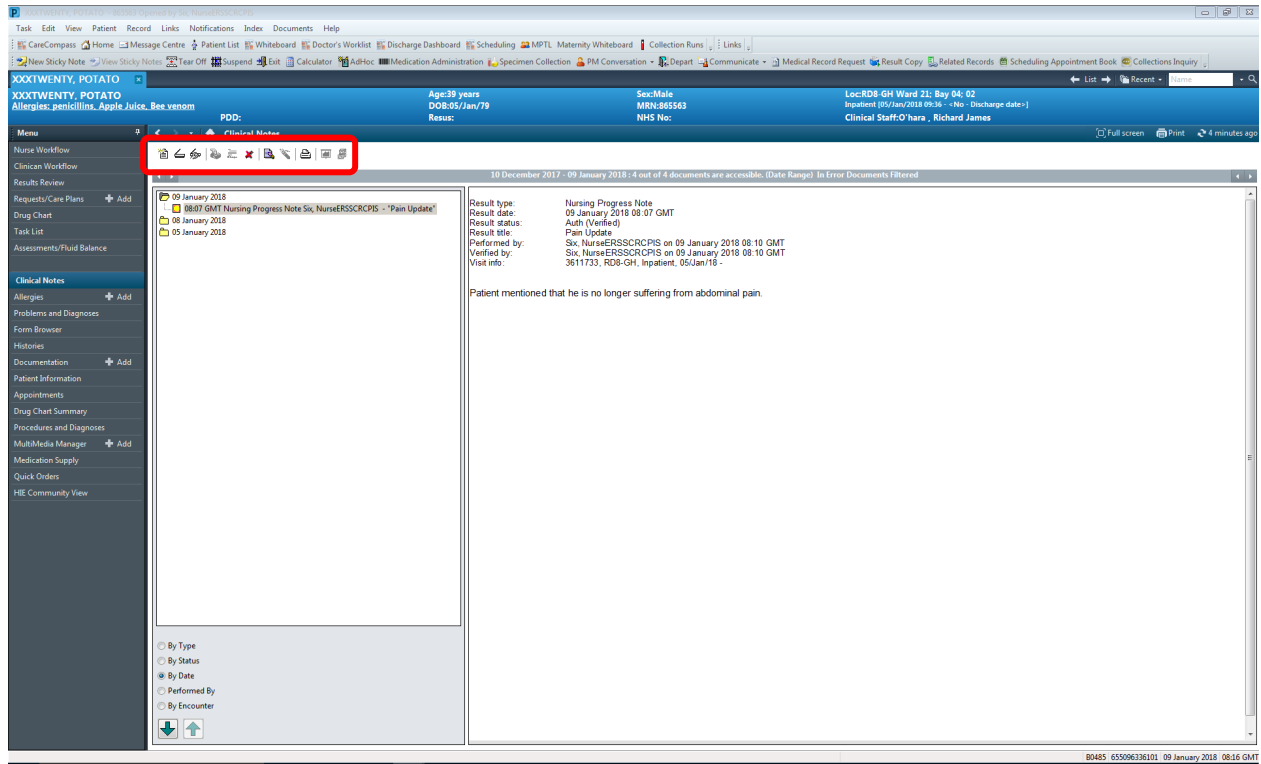 XXXTWENTY, POTATO - 865563 Opened by Six, NurseERSSCRCPIS
Task Edit View Patient Record Links Notifications Index Documents Help
CareCompass Home Message Centre Patient List Whiteboard Doctor's Worklist Discharge Dashboard Scheduling MPTL Maternity Whiteboard Collection Runs Links
New Sticky Note View Sticky Notes Tear Off Suspend Exit Calculator AdHoc Medication Administration Specimen Collection PM Conversation Depart Communicate Medical Record Request Result Copy Related Records Scheduling Appointment Book Collections Inquiry
XXXTWENTY, POTATO List Recent Name
XXXTWENTY, POTATO Age:39 years Sex:Male Loc:RD8-GH Ward 21; Bay 04; 02
Allergies: penicillins, Apple Juice, Bee venom DOB:05/Jan/79 MRN:865563 Inpatient [05/Jan/2018 09:36 - <No - Discharge date>]
PDD: Resus: NHS No: Clinical Staff:O'hara , Richard James
Menu Clinical Notes Full screen Print 4 minutes ago
Nurse Workflow
Clinican Workflow
Results Review
Requests/Care Plans Add
Drug Chart
Task List
Assessments/Fluid Balance
Clinical Notes
Allergies Add
Problems and Diagnoses
Form Browser
Histories
Documentation Add
Patient Information
Appointments
Drug Chart Summary
Procedures and Diagnoses
MultiMedia Manager Add
Medication Supply
Quick Orders
HIE Community View
10 December 2017 - 09 January 2018 : 4 out of 4 documents are accessible. (Date Range) In Error Documents Filtered
09 January 2018
08:07 GMT Nursing Progress Note Six, NurseERSSCRCPIS - "Pain Update"
08 January 2018
05 January 2018
By Type
By Status
By Date
Performed By
By Encounter
Result type: Nursing Progress Note
Result date: 09 January 2018 08:07 GMT
Result status: Auth (Verified)
Result title: Pain Update
Performed by: Six, NurseERSSCRCPIS on 09 January 2018 08:10 GMT
Verified by: Six, NurseERSSCRCPIS on 09 January 2018 08:10 GMT
Visit info: 3611733, RD8-GH, Inpatient, 05/Jan/18 -
Patient mentioned that he is no longer suffering from abdominal pain.
B0485 655096336101 09 January 2018 08:16 GMT